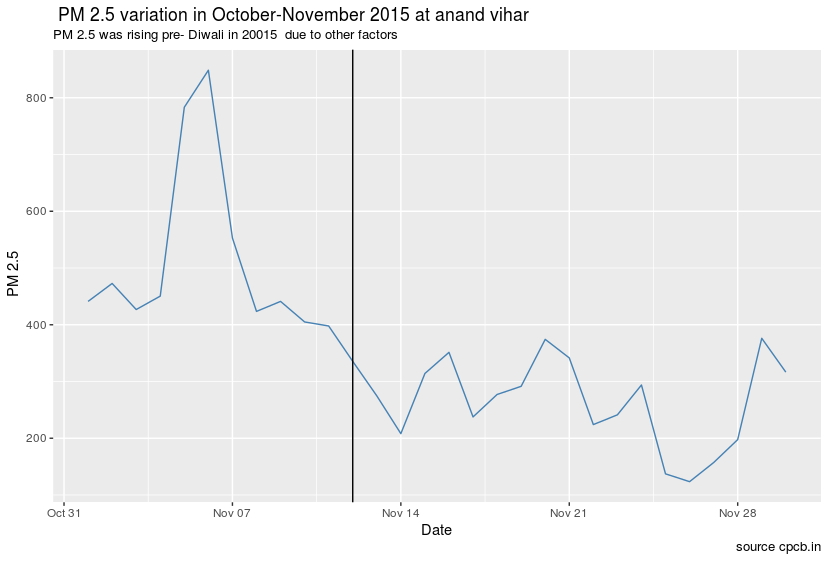 PM 2.5 variation in October-November 2015 at anand vihar
PM 2.5 was rising pre- Diwali in 20015  due to other factors
800
600
400
200
PM 2.5
Oct 31
Nov 07
Nov 14
Nov 21
Nov 28
Date
source cpcb.in